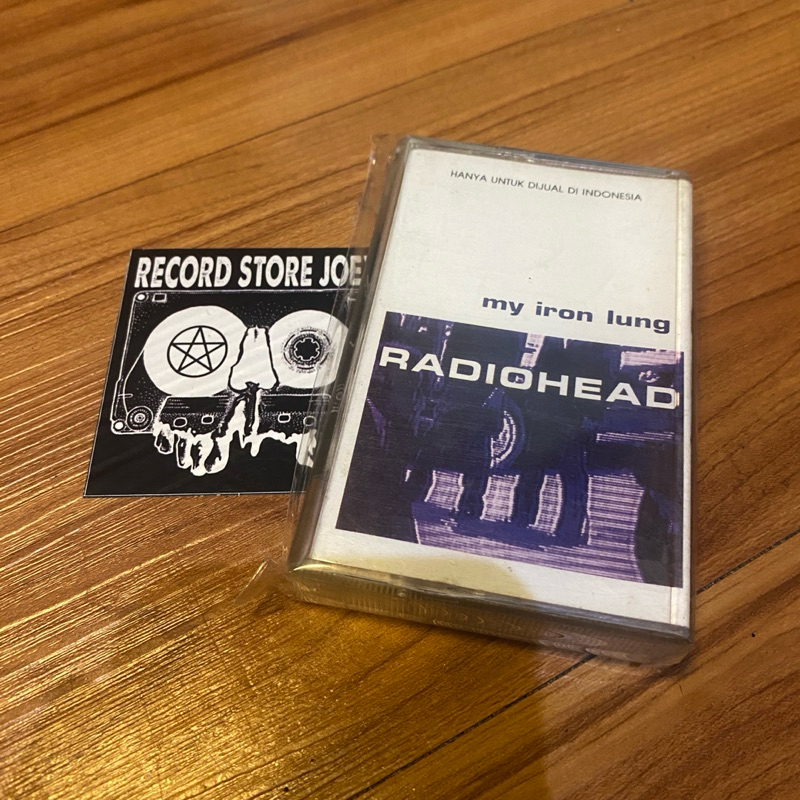 HANYA UNTUK DIJUAL DI INDONESIA
my iron lung
RADIOHEAD
RECORD STORE JOE